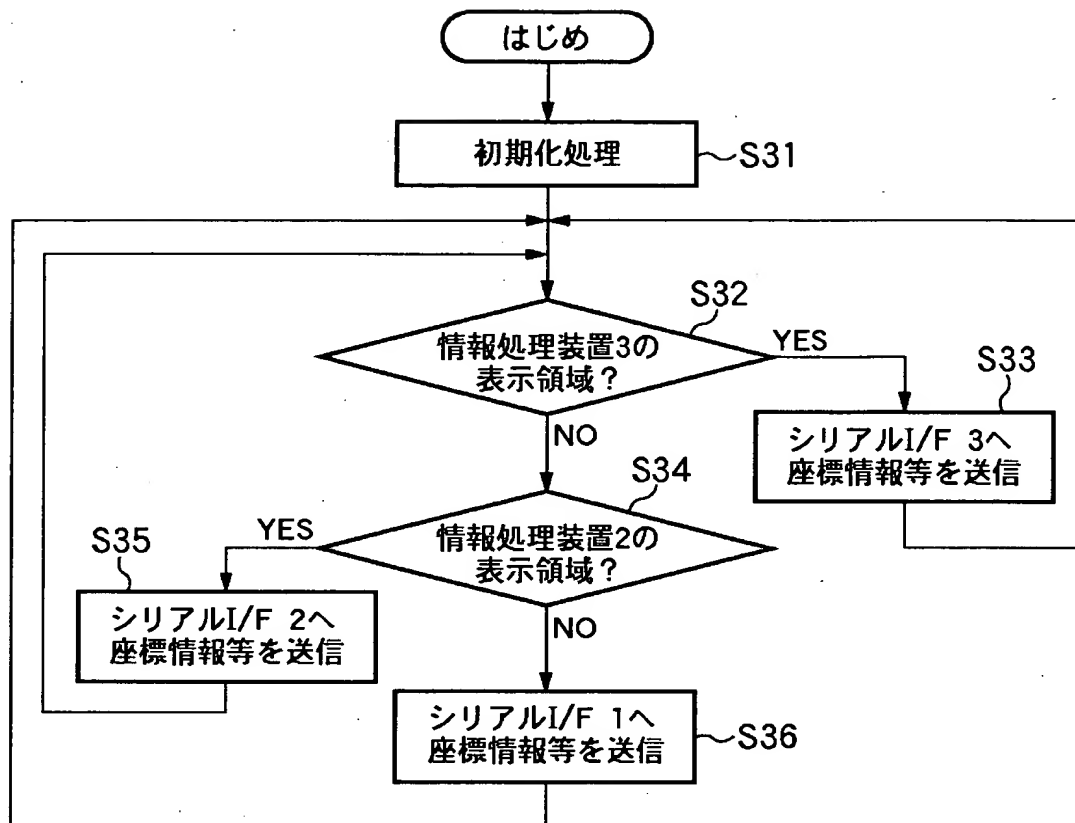 はじめ
初期化処理
S31
S32
情報処理装置3の
表示領域?
YES
S33
シリアルI/F 3へ
座標情報等を送信
NO
S34
情報処理装置2の
表示領域?
YES
S35
シリアルI/F 2へ
座標情報等を送信
NO
シリアルI/F 1へ
座標情報等を送信
S36